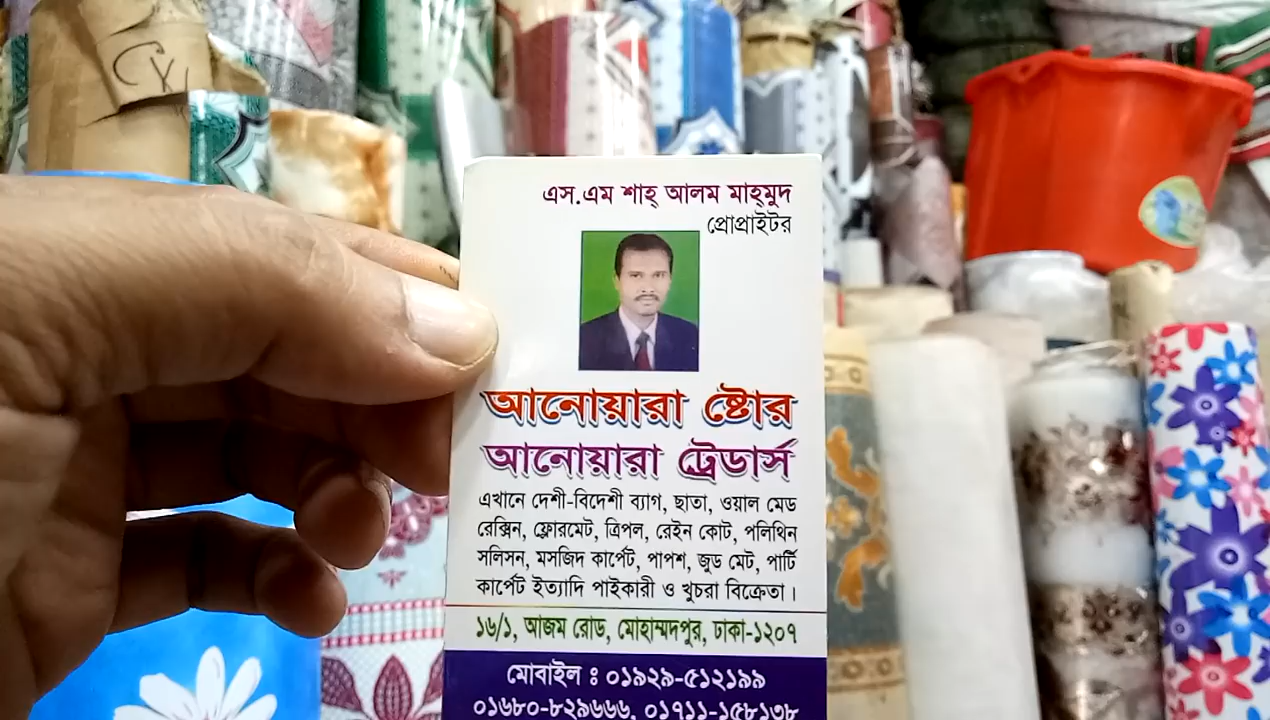 এস.এম শাহ্ আলম মাহ্মুদ
প্রোপ্রাইটর
আনোয়ারা ষ্টোর
আনোয়ারা ট্রেডার্স
এখানে দেশী-বিদেশী ব্যাগ, ছাতা, ওয়াল মেড
রেক্সিন, ফ্লোরমেট, ত্রিপল, রেইন কোট, পলিথিন
সলিসন, মসজিদ কার্পেট, পাপশ, জুড মেট, পার্টি
কার্পেট ইত্যাদি পাইকারী ও খুচরা বিক্রেতা।
১৬/১, আজম রোড, মোহাম্মদপুর, ঢাকা-১২০৭
মোবাইল ঃ ০১৯২৯-৫১২১৯৯
০১৬৮০-৮২৯৬৬৬, ০১৭১১-১৫৮১৩৮